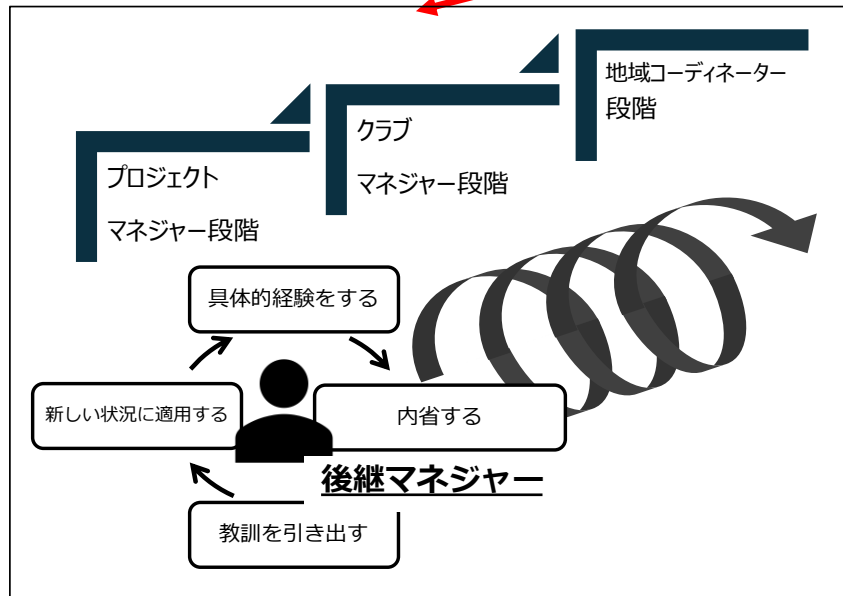 地域コーディネーター
段階
クラブ
マネジャー段階
プロジェクト
マネジャー段階
具体的経験をする
新しい状況に適用する
内省する
後継マネジャー
教訓を引き出す